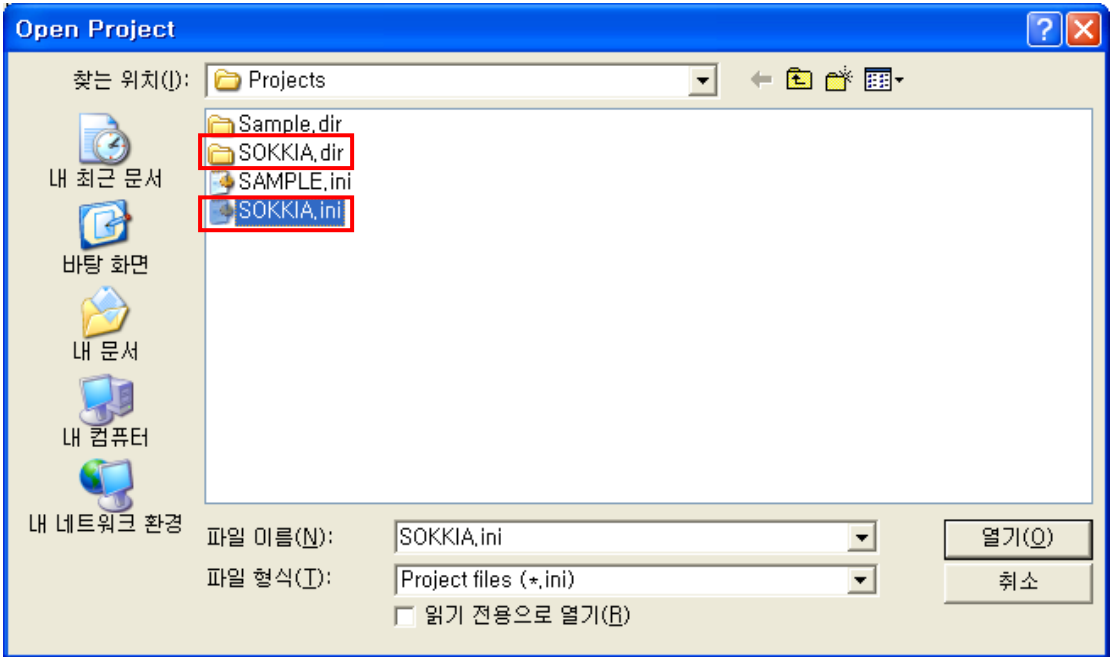 Open Project
찾는 위치(I):
Projects
Sample.dir
SOKKIA.dir
SAMPLE.ini
SOKKIA.ini
내 최근 문서
바탕 화면
내 문서
내 컴퓨터
내 네트워크 환경
파일 이름(N):
SOKKIA.ini
열기(O)
파일 형식(T):
Project files (*.ini)
취소
읽기 전용으로 열기(R)